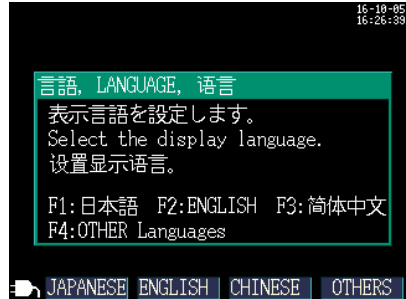 16-10-05
16:26:39
言語, LANGUAGE, 语言
表示言語を設定します。
Select the display language.
设置显示语言。
F1:日本語 F2:ENGLISH F3:简体中文
F4:OTHER Languages
JAPANESE ENGLISH CHINESE OTHERS